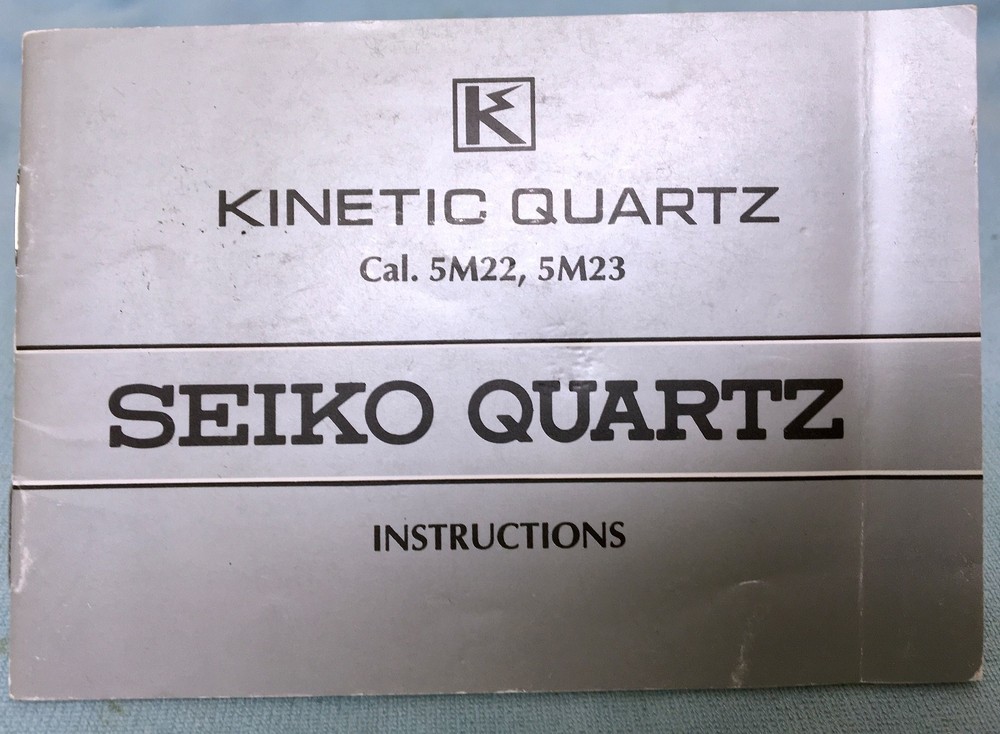 K
KINETIC QUARTZ
Cal. 5M22, 5M23
SEIKO QUARTZ
INSTRUCTIONS